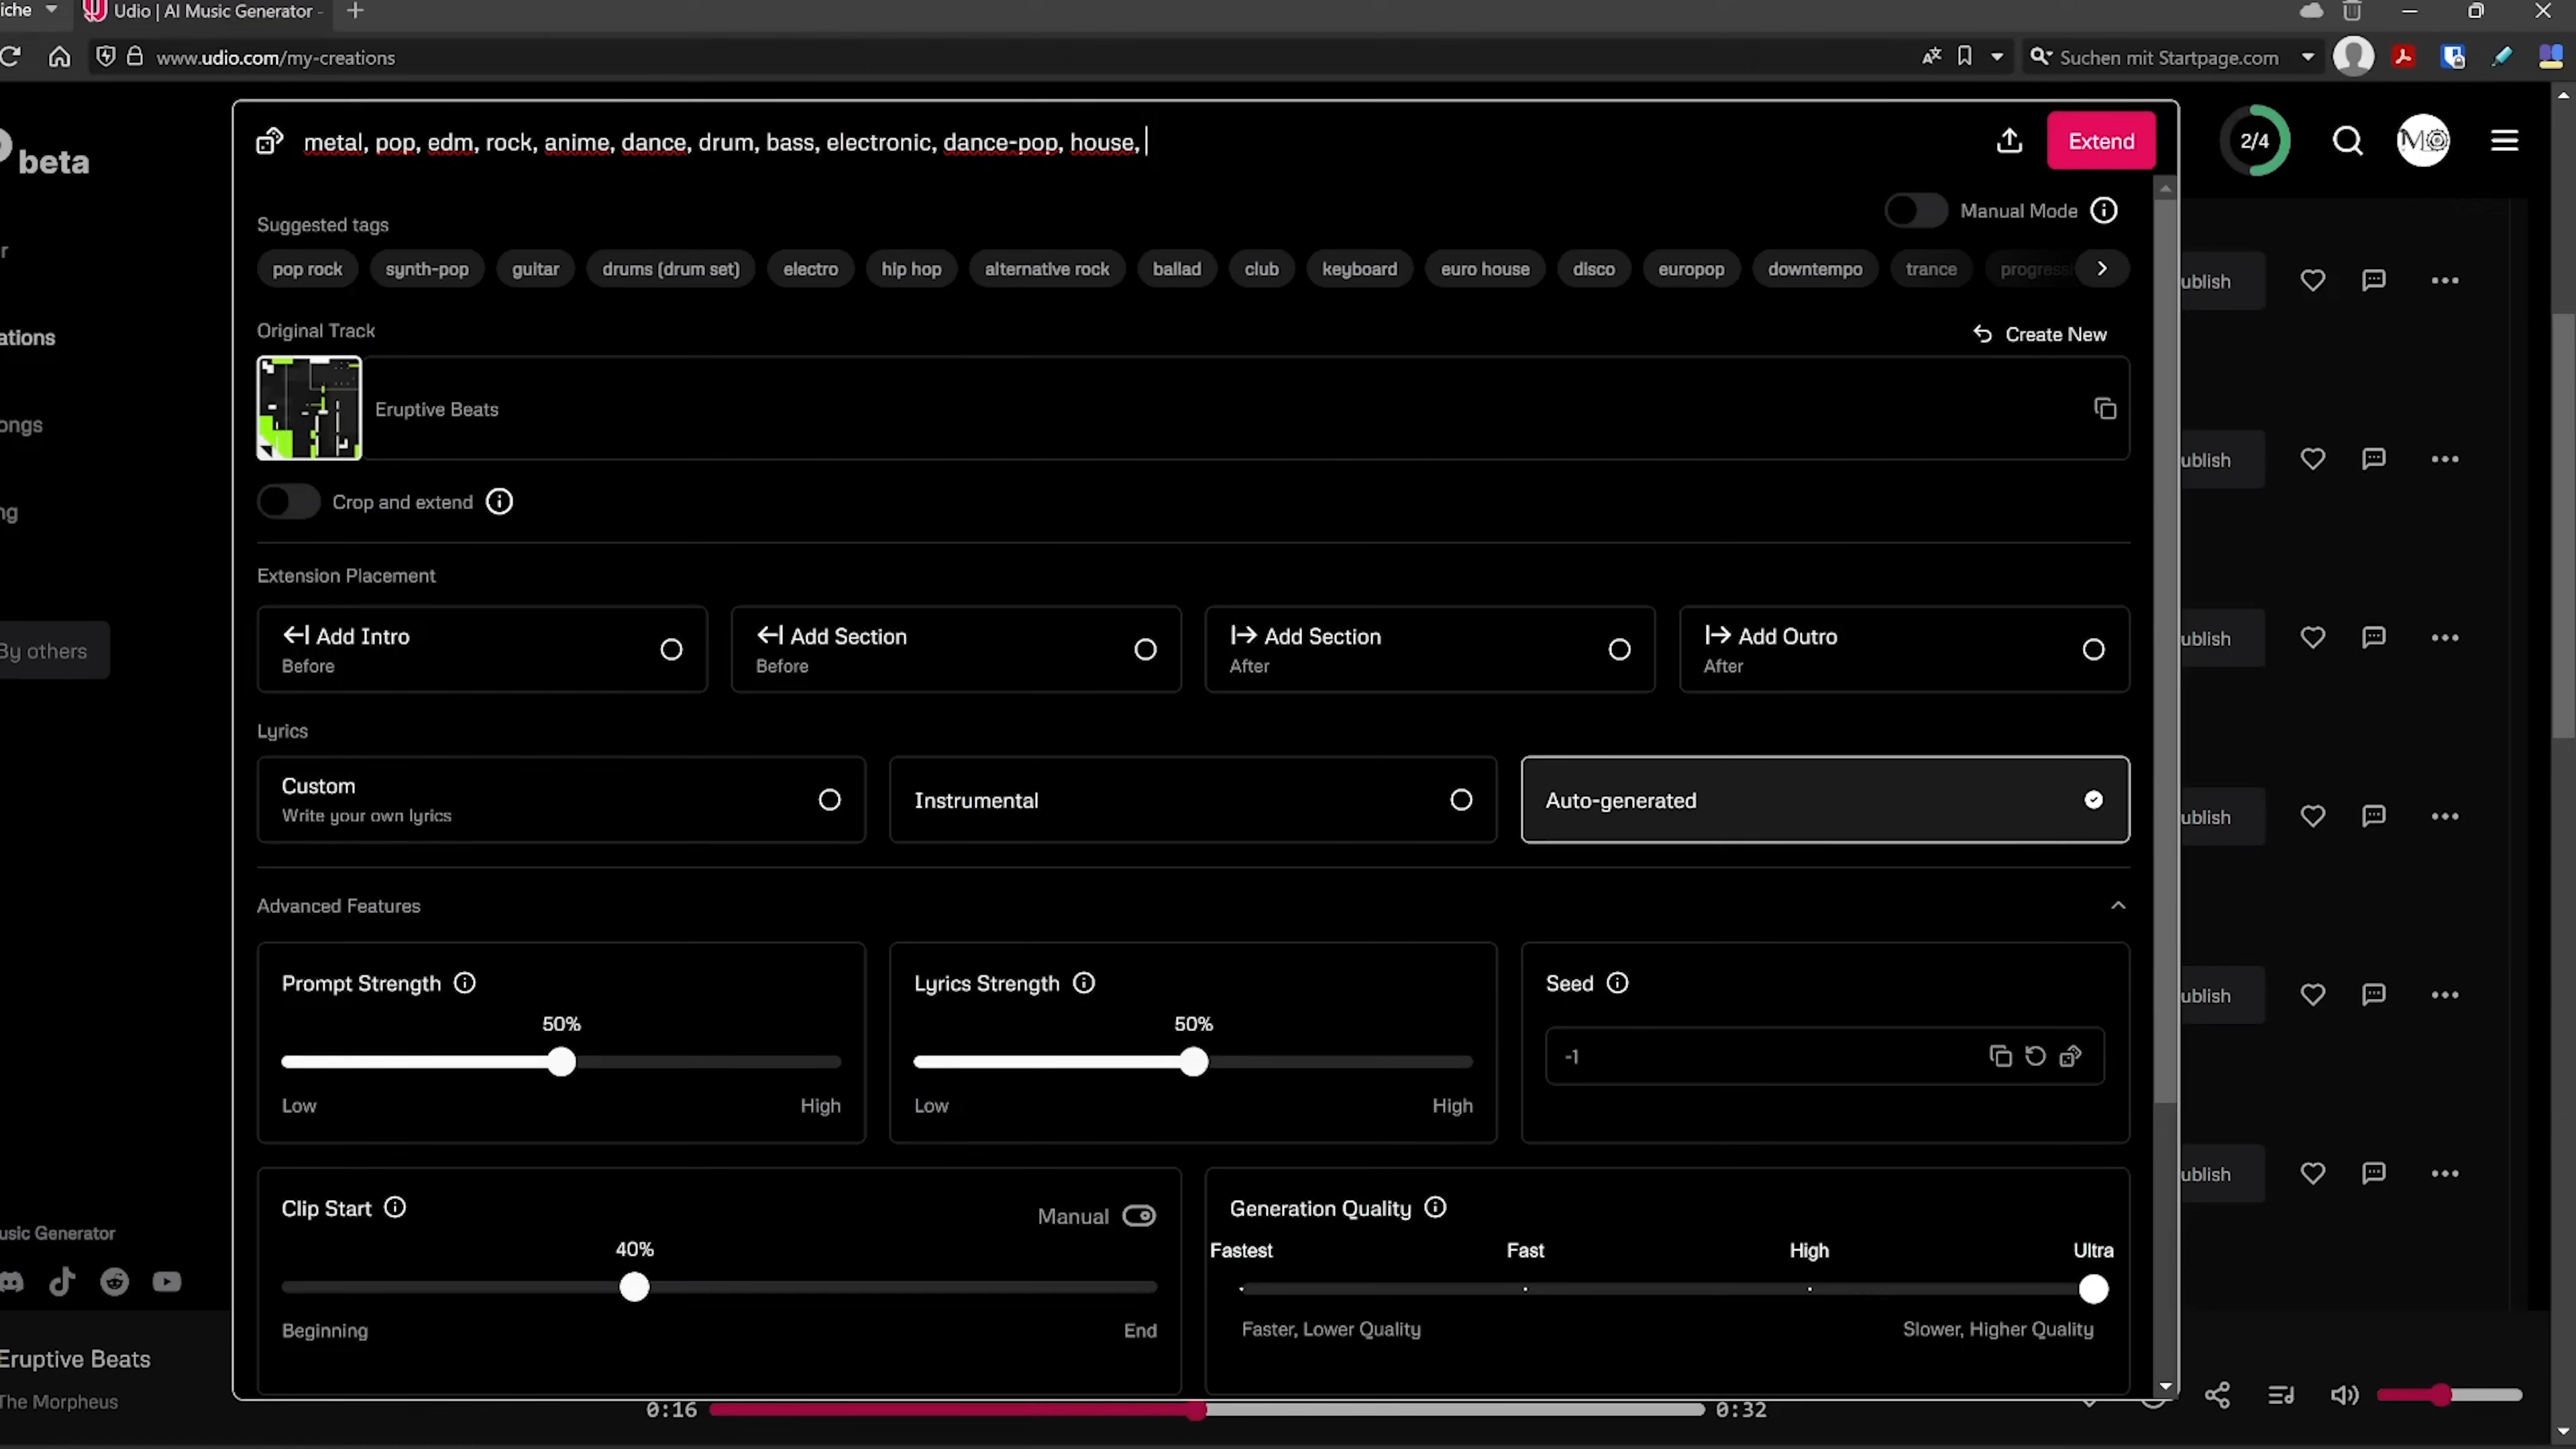 iche
Udio | AI Music Generator -
www.udio.com/my-creations
Suchen mit Startpage.com
beta
metal, pop, edm, rock, anime, dance, drum, bass, electronic, dance-pop, house,
Extend
2/4
Manual Mode
Suggested tags
pop rock synth-pop guitar drums (drum set) electro hip hop alternative rock ballad club keyboard euro house disco europop downtempo trance progress
r
ublish
Original Track
Create New
ations
Eruptive Beats
ongs
ublish
Crop and extend
ng
Extension Placement
Add Intro
Before
Add Section
Before
Add Section
After
Add Outro
After
By others
ublish
Lyrics
Custom
Write your own lyrics
Instrumental
Auto-generated
ublish
Advanced Features
Prompt Strength
50%
Low High
Lyrics Strength
50%
Low High
Seed
-1
ublish
Clip Start
Manual
40%
Beginning End
Generation Quality
Fastest Fast High Ultra
Faster, Lower Quality Slower, Higher Quality
ublish
usic Generator
Eruptive Beats
The Morpheus
0:16 0:32